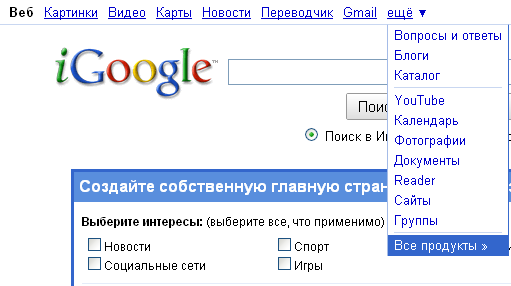 Веб Картинки Видео Карты Новости Переводчик Gmail ещё ▼
Вопросы и ответы
Блоги
Каталог
YouTube
Календарь
Фотографии
Документы
Reader
Сайты
Группы
Все продукты »
iGoogle™
Поис
Поиск в Ин
Создайте собственную главную стран
Выберите интересы: (выберите все, что применимо)
Новости Спорт
Социальные сети Игры